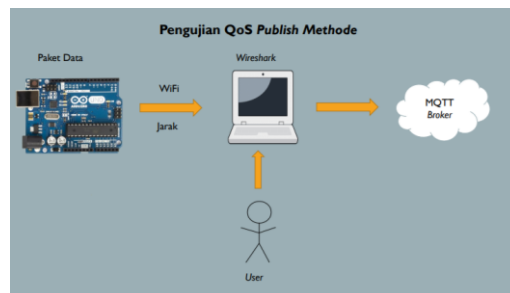 Pengujian QoS Publish Methode
Paket Data
Wireshark
WiFi
Jarak
MQTT
Broker
User